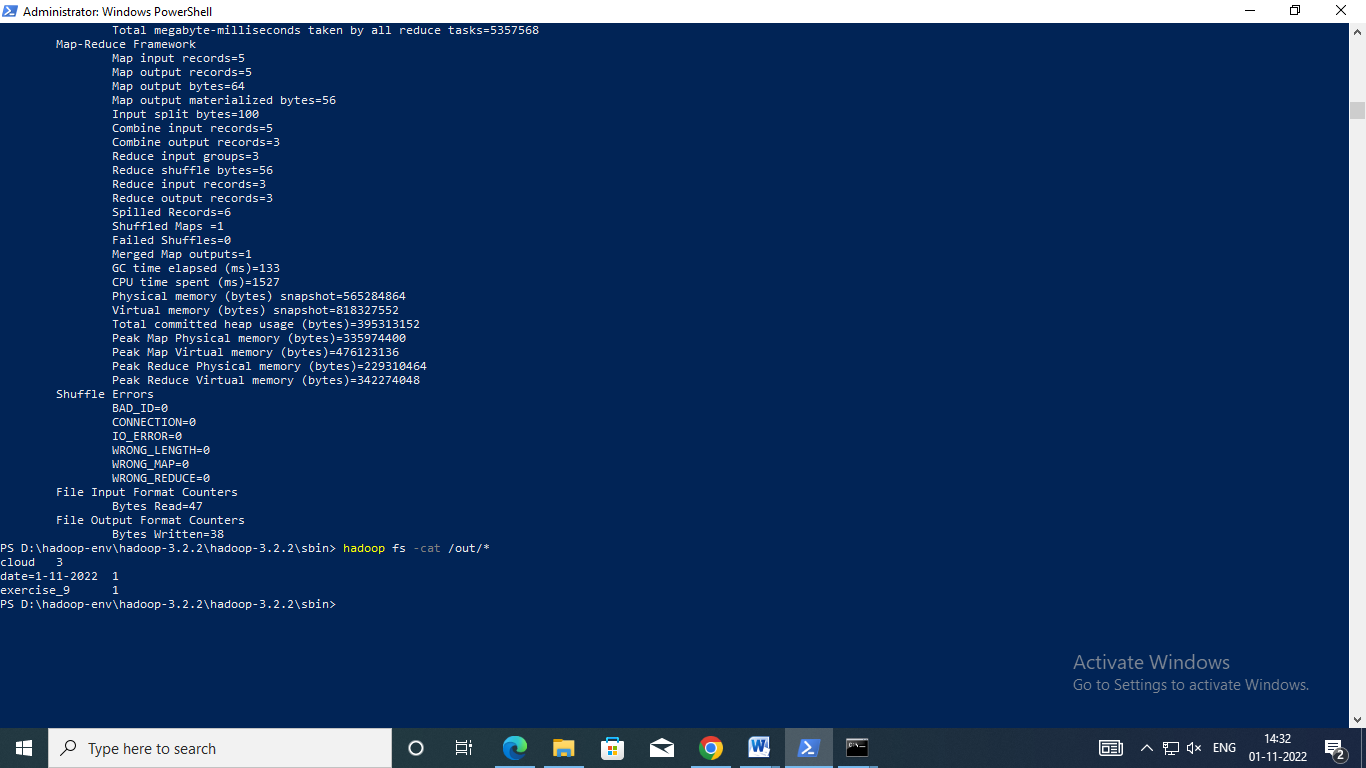 Administrator: Windows PowerShell
Total megabyte-milliseconds taken by all reduce tasks=5357568
Map-Reduce Framework
Map input records=5
Map output records=5
Map output bytes=64
Map output materialized bytes=56
Input split bytes=100
Combine input records=5
Combine output records=3
Reduce input groups=3
Reduce shuffle bytes=56
Reduce input records=3
Reduce output records=3
Spilled Records=6
Shuffled Maps =1
Failed Shuffles=0
Merged Map outputs=1
GC time elapsed (ms)=133
CPU time spent (ms)=1527
Physical memory (bytes) snapshot=565284864
Virtual memory (bytes) snapshot=818327552
Total committed heap usage (bytes)=395313152
Peak Map Physical memory (bytes)=335974400
Peak Map Virtual memory (bytes)=476123136
Peak Reduce Physical memory (bytes)=229310464
Peak Reduce Virtual memory (bytes)=342274048
Shuffle Errors
BAD_ID=0
CONNECTION=0
IO_ERROR=0
WRONG_LENGTH=0
WRONG_MAP=0
WRONG_REDUCE=0
File Input Format Counters
Bytes Read=47
File Output Format Counters
Bytes Written=38
PS D:\hadoop-env\hadoop-3.2.2\hadoop-3.2.2\sbin> hadoop fs -cat /out/*
cloud 3
date=1-11-2022 1
exercise_9 1
PS D:\hadoop-env\hadoop-3.2.2\hadoop-3.2.2\sbin>
Activate Windows
Go to Settings to activate Windows.
Type here to search
ENG
14:32
01-11-2022
2